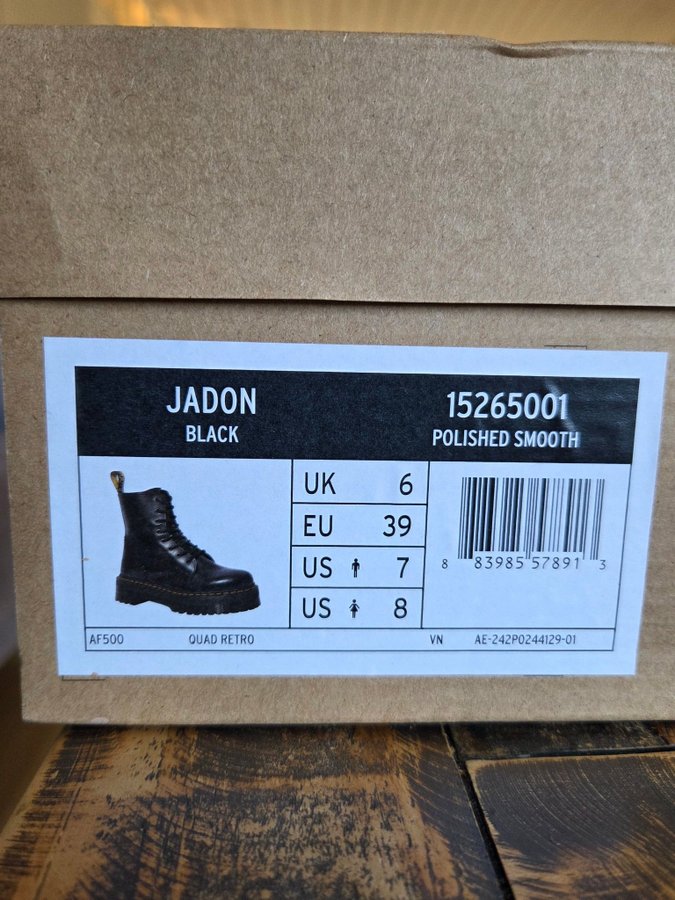 JADON
BLACK
15265001
POLISHED SMOOTH
UK 6
EU 39
US 7
US 8
8 83985 57891 3
AF500 QUAD RETRO VN AE-242P0244129-01